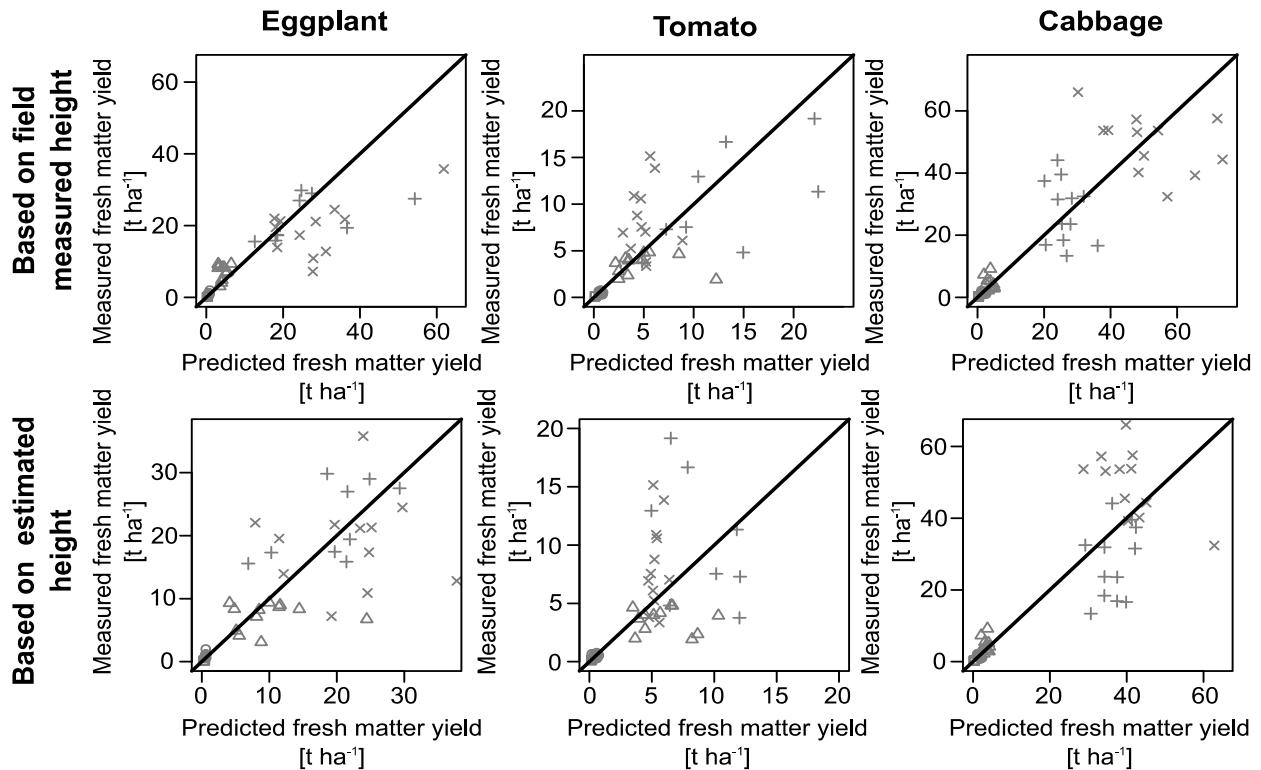 Eggplant
Tomato
Cabbage
Based on field
measured height
Measured fresh matter yield
[t ha-1]
60
40
20
0
0 20 40 60
Predicted fresh matter yield
[t ha-1]
Measured fresh matter yield
[t ha-1]
20
15
10
5
0
0 5 10 15 20
Predicted fresh matter yield
[t ha-1]
Measured fresh matter yield
[t ha-1]
60
40
20
0
0 20 40 60
Predicted fresh matter yield
[t ha-1]
Based on estimated
height
Measured fresh matter yield
[t ha-1]
30
20
10
0
0 10 20 30
Predicted fresh matter yield
[t ha-1]
Measured fresh matter yield
[t ha-1]
20
15
10
5
0
0 5 10 15 20
Predicted fresh matter yield
[t ha-1]
Measured fresh matter yield
[t ha-1]
60
40
20
0
0 20 40 60
Predicted fresh matter yield
[t ha-1]